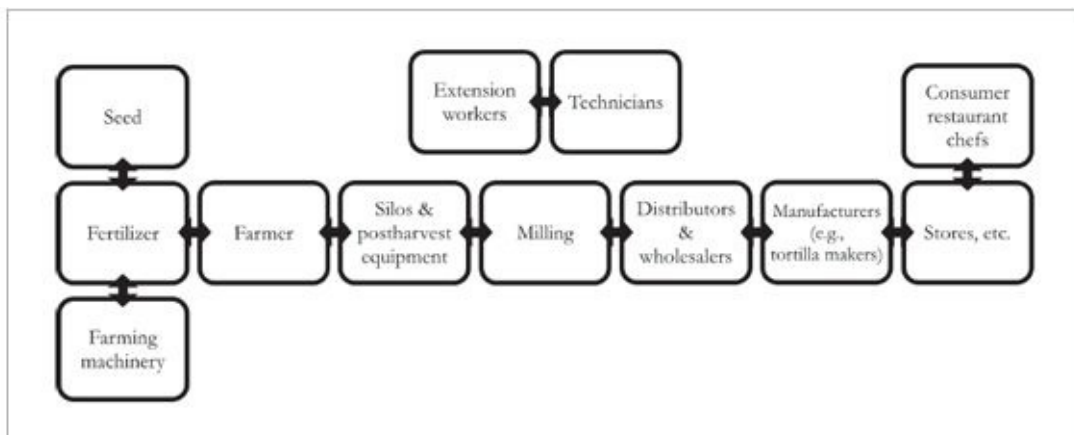 Seed
Extension
workers
Technicians
Consumer
restaurant
chefs
Fertilizer
Farmer
Silos &
postharvest
equipment
Milling
Distributors
&
wholesalers
Manufacturers
(e.g.,
tortilla makers)
Stores, etc.
Farming
machinery